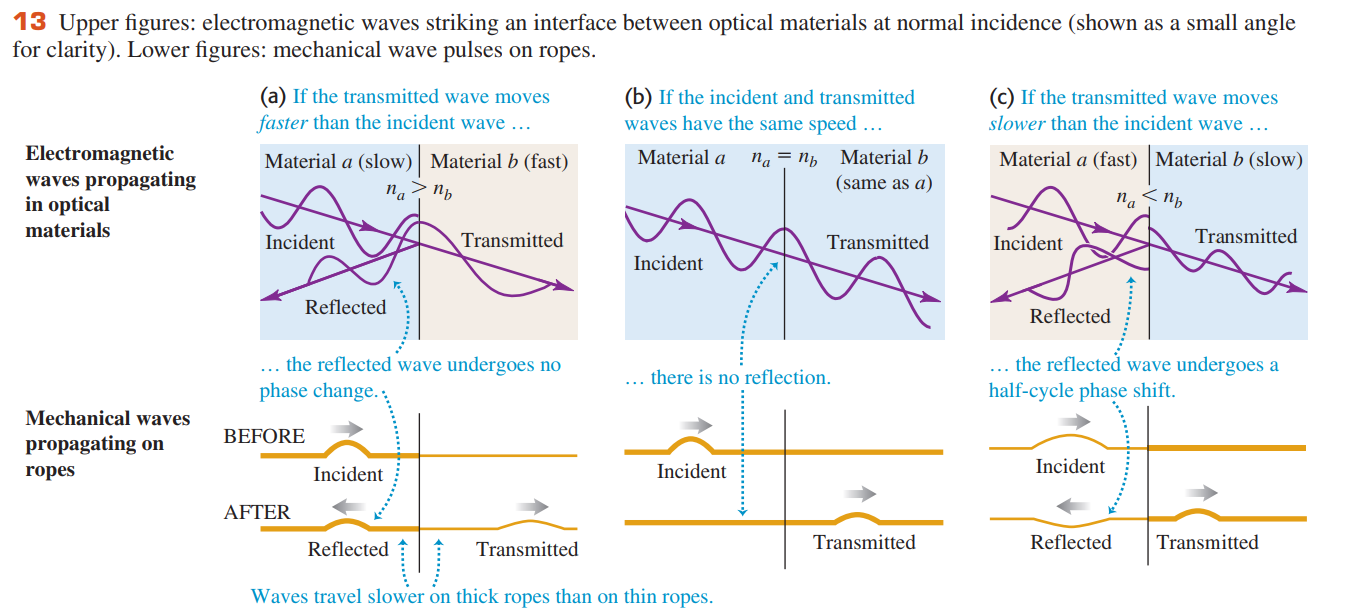 13 Upper figures: electromagnetic waves striking an interface between optical materials at normal incidence (shown as a small angle
for clarity). Lower figures: mechanical wave pulses on ropes.
(a) If the transmitted wave moves
faster than the incident wave …
(b) If the incident and transmitted
waves have the same speed …
(c) If the transmitted wave moves
slower than the incident wave …
Electromagnetic
waves propagating
in optical
materials
Material a (slow)
Material b (fast)
na > nb
Incident
Transmitted
Reflected
Material a
na = nb
Material b
(same as a)
Transmitted
Incident
Material a (fast)
Material b (slow)
na < nb
Incident
Transmitted
Reflected
… the reflected wave undergoes no
phase change.
… there is no reflection.
… the reflected wave undergoes a
half-cycle phase shift.
Mechanical waves
propagating on
ropes
BEFORE
Incident
AFTER
Reflected
Transmitted
Incident
Transmitted
Incident
Reflected
Transmitted
Waves travel slower on thick ropes than on thin ropes.